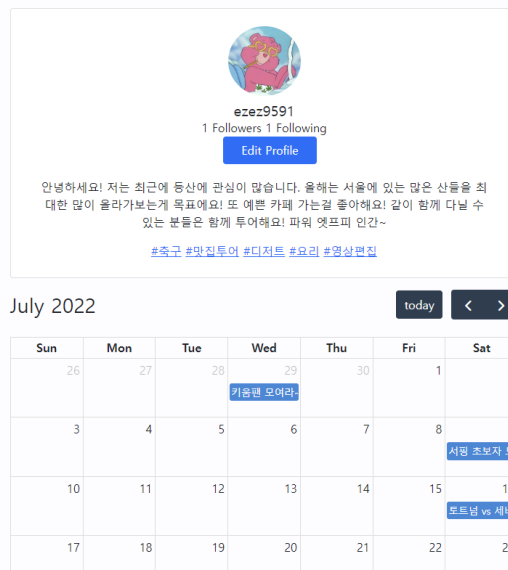 ezez9591
1 Followers 1 Following
Edit Profile
안녕하세요! 저는 최근에 등산에 관심이 많습니다. 올해는 서울에 있는 많은 산들을 최
대한 많이 올라가보는게 목표에요! 또 예쁜 카페 가는걸 좋아해요! 같이 함께 다닐 수
있는 분들은 함께 투어해요! 파워 엣프피 인간~
#축구 #맛집투어 #디저트 #요리 #영상편집
July 2022
today
Sun Mon Tue Wed Thu Fri Sat
26 27 28 29 30 1
키움팬 모여라~
3 4 5 6 7 8
서핑 초보자
10 11 12 13 14 15
토트넘 vs
17 18 19 20 21 22